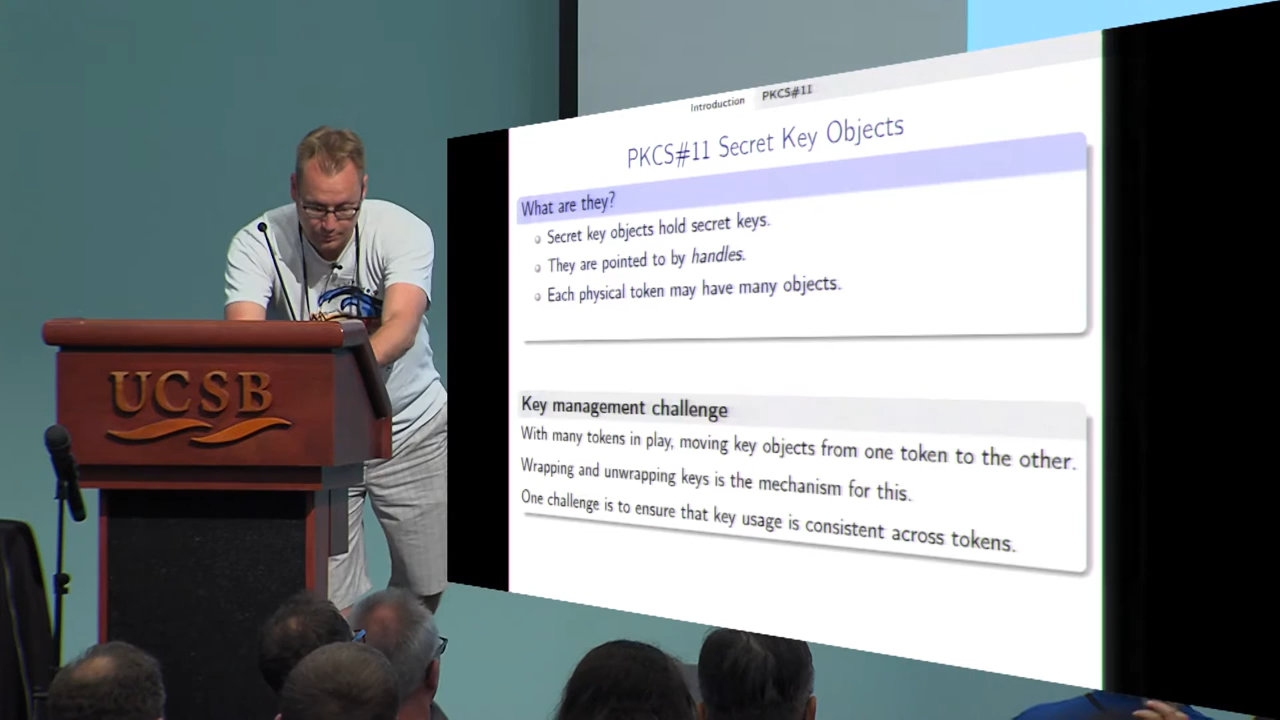 Introduction PKCS#11
PKCS#11 Secret Key Objects
What are they?
Secret key objects hold secret keys.
They are pointed to by handles.
Each physical token may have many objects.
Key management challenge
With many tokens in play, moving key objects from one token to the other.
Wrapping and unwrapping keys is the mechanism for this.
One challenge is to ensure that key usage is consistent across tokens.
UCSB